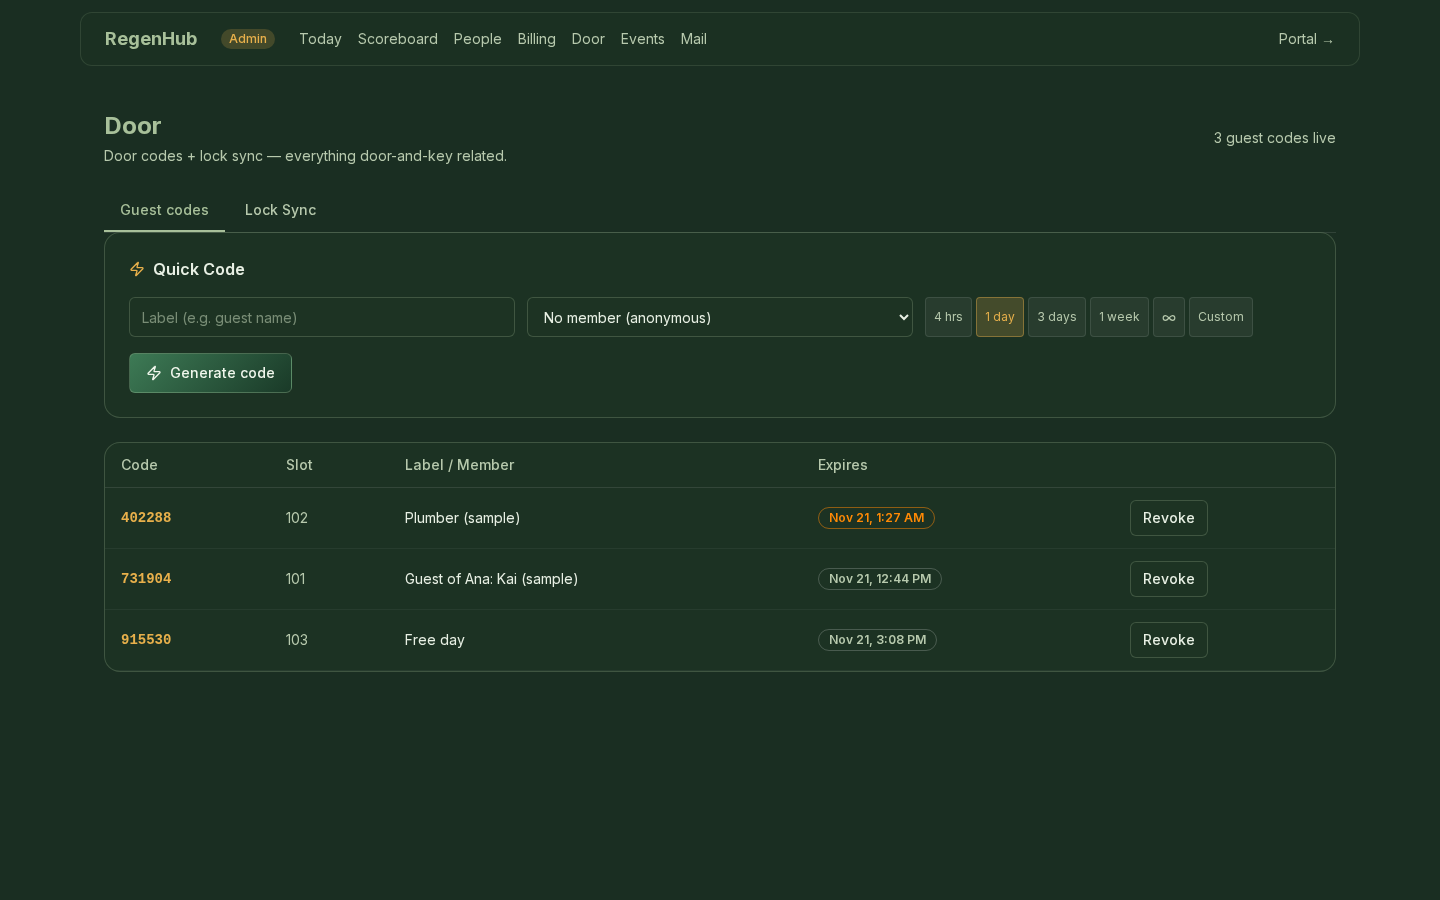 RegenHub Admin Today Scoreboard People Billing Door Events Mail Portal →
Door
Door codes + lock sync — everything door-and-key related.
3 guest codes live
Guest codes Lock Sync
Quick Code
Label (e.g. guest name) No member (anonymous) 4 hrs 1 day 3 days 1 week ∞ Custom
Generate code
Code Slot Label / Member Expires
402288 102 Plumber (sample) Nov 21, 1:27 AM Revoke
731904 101 Guest of Ana: Kai (sample) Nov 21, 12:44 PM Revoke
915530 103 Free day Nov 21, 3:08 PM Revoke